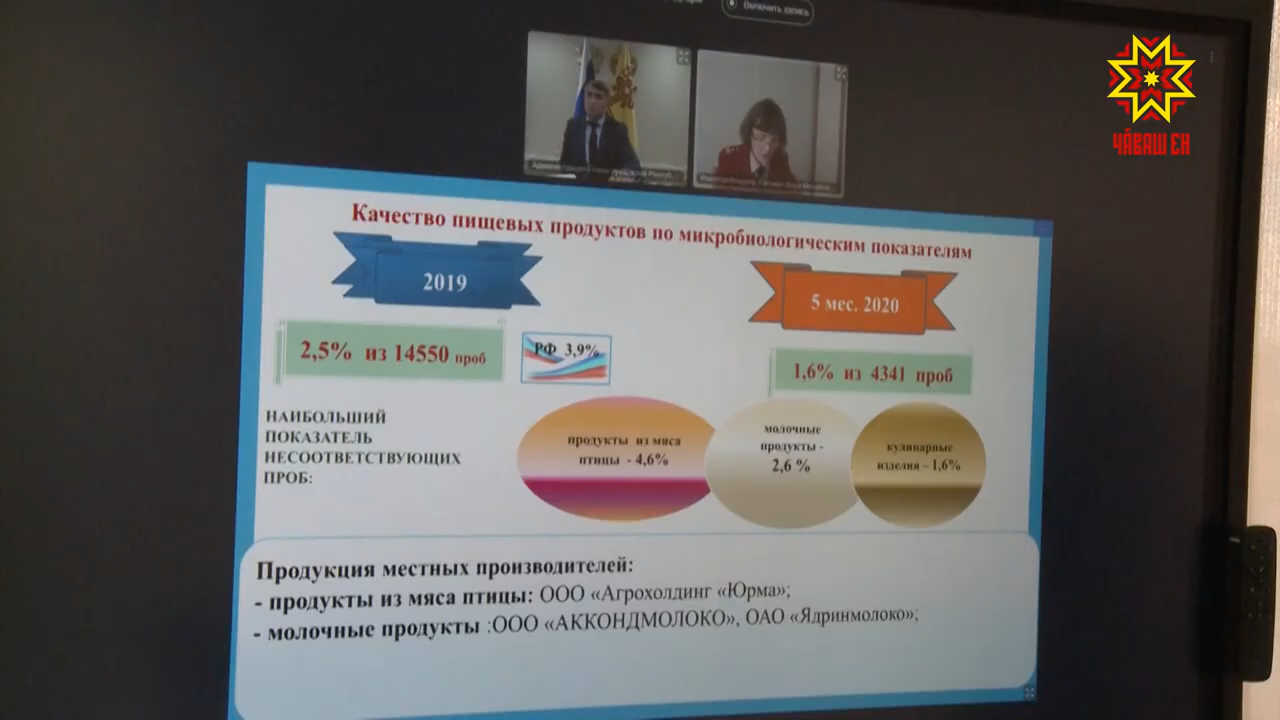 Включить запись
ЧӐВАШ ЕН
Качество пищевых продуктов по микробиологическим показателям
2019
5 мес. 2020
2,5% из 14550 проб
РФ 3,9%
1,6% из 4341 проб
НАИБОЛЬШИЙ
ПОКАЗАТЕЛЬ
НЕСООТВЕТСТВУЮЩИХ
ПРОБ:
продукты из мяса
птицы - 4,6%
молочные
продукты -
2,6 %
кулинарные
изделия – 1,6%
Продукция местных производителей:
- продукты из мяса птицы: ООО «Агрохолдинг «Юрма»;
- молочные продукты :ООО «АККОНДМОЛОКО», ОАО «Ядринмолоко»;